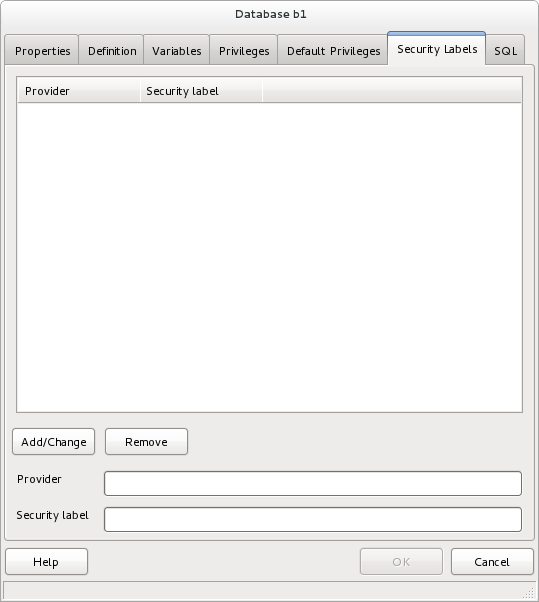 Database b1
Properties Definition Variables Privileges Default Privileges Security Labels SQL
Provider Security label
Add/Change Remove
Provider
Security label
Help OK Cancel